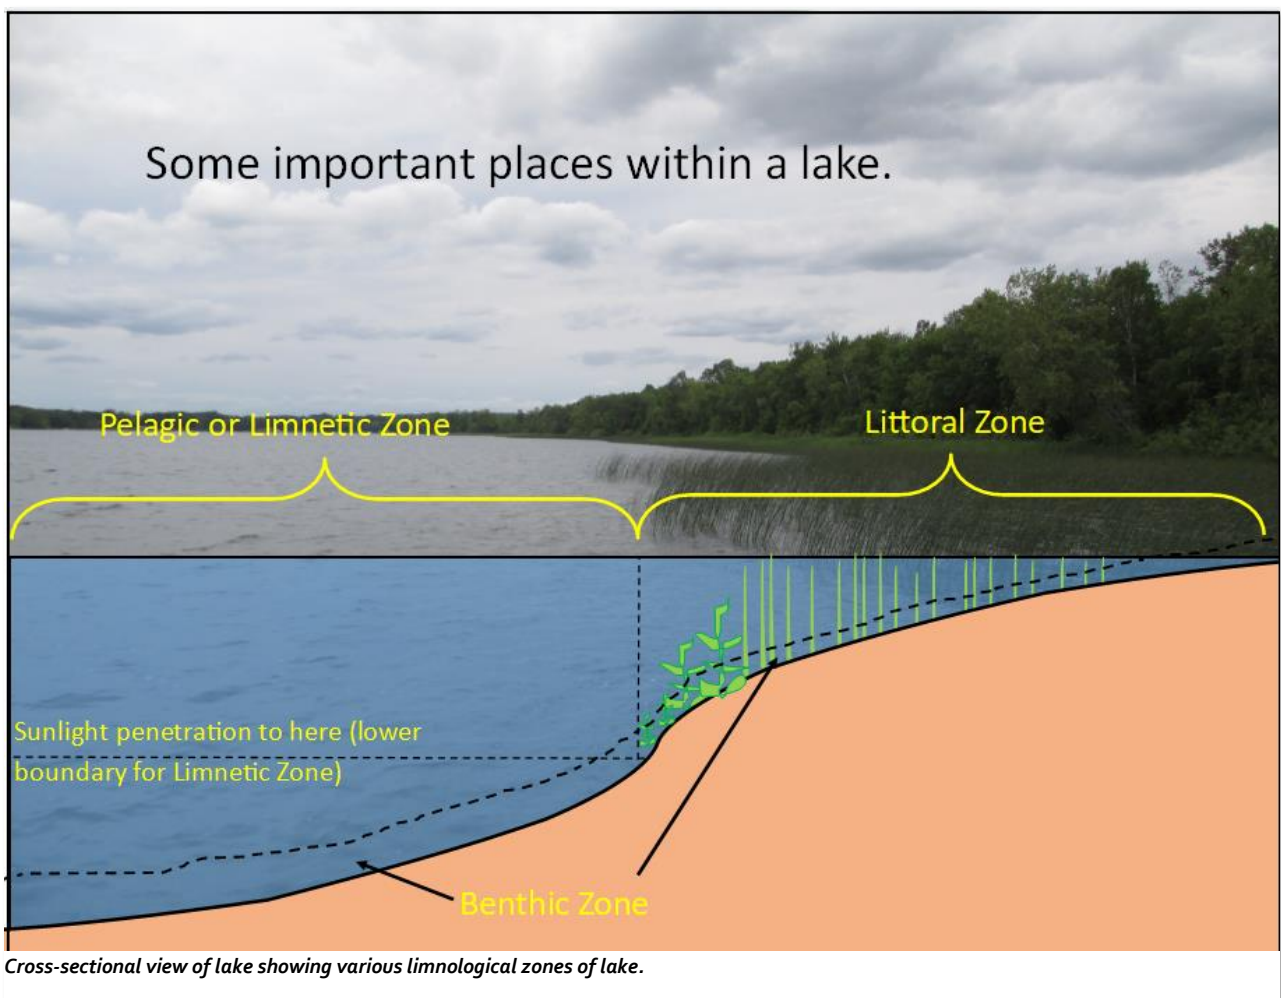 Some important places within a lake.
Pelagic or Limnetic Zone
Littoral Zone
Sunlight penetration to here (lower
boundary for Limnetic Zone)
Benthic Zone
Cross-sectional view of lake showing various limnological zones of lake.